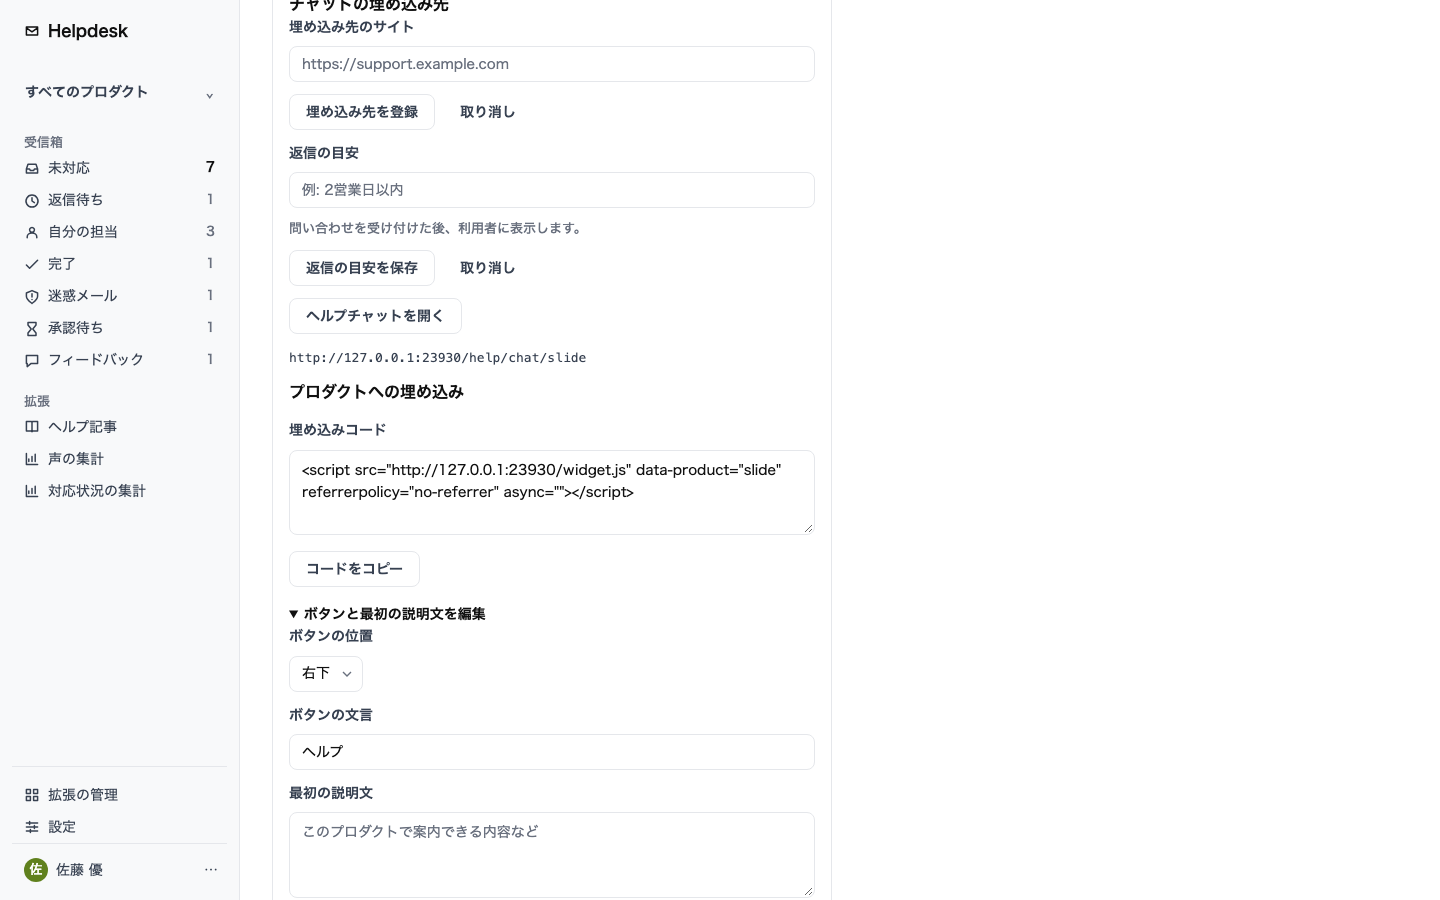 Helpdesk
すべてのプロダクト
受信箱
未対応 7
返信待ち 1
自分の担当 3
完了 1
迷惑メール 1
承認待ち 1
フィードバック 1
拡張
ヘルプ記事
声の集計
対応状況の集計
拡張の管理
設定
佐 佐藤 優 …
チャットの埋め込み先
埋め込み先のサイト
https://support.example.com
埋め込み先を登録 取り消し
返信の目安
例: 2営業日以内
問い合わせを受け付けた後、利用者に表示します。
返信の目安を保存 取り消し
ヘルプチャットを開く
http://127.0.0.1:23930/help/chat/slide
プロダクトへの埋め込み
埋め込みコード
<script src="http://127.0.0.1:23930/widget.js" data-product="slide"
referrerpolicy="no-referrer" async=""></script>
コードをコピー
▼ ボタンと最初の説明文を編集
ボタンの位置
右下
ボタンの文言
ヘルプ
最初の説明文
このプロダクトで案内できる内容など